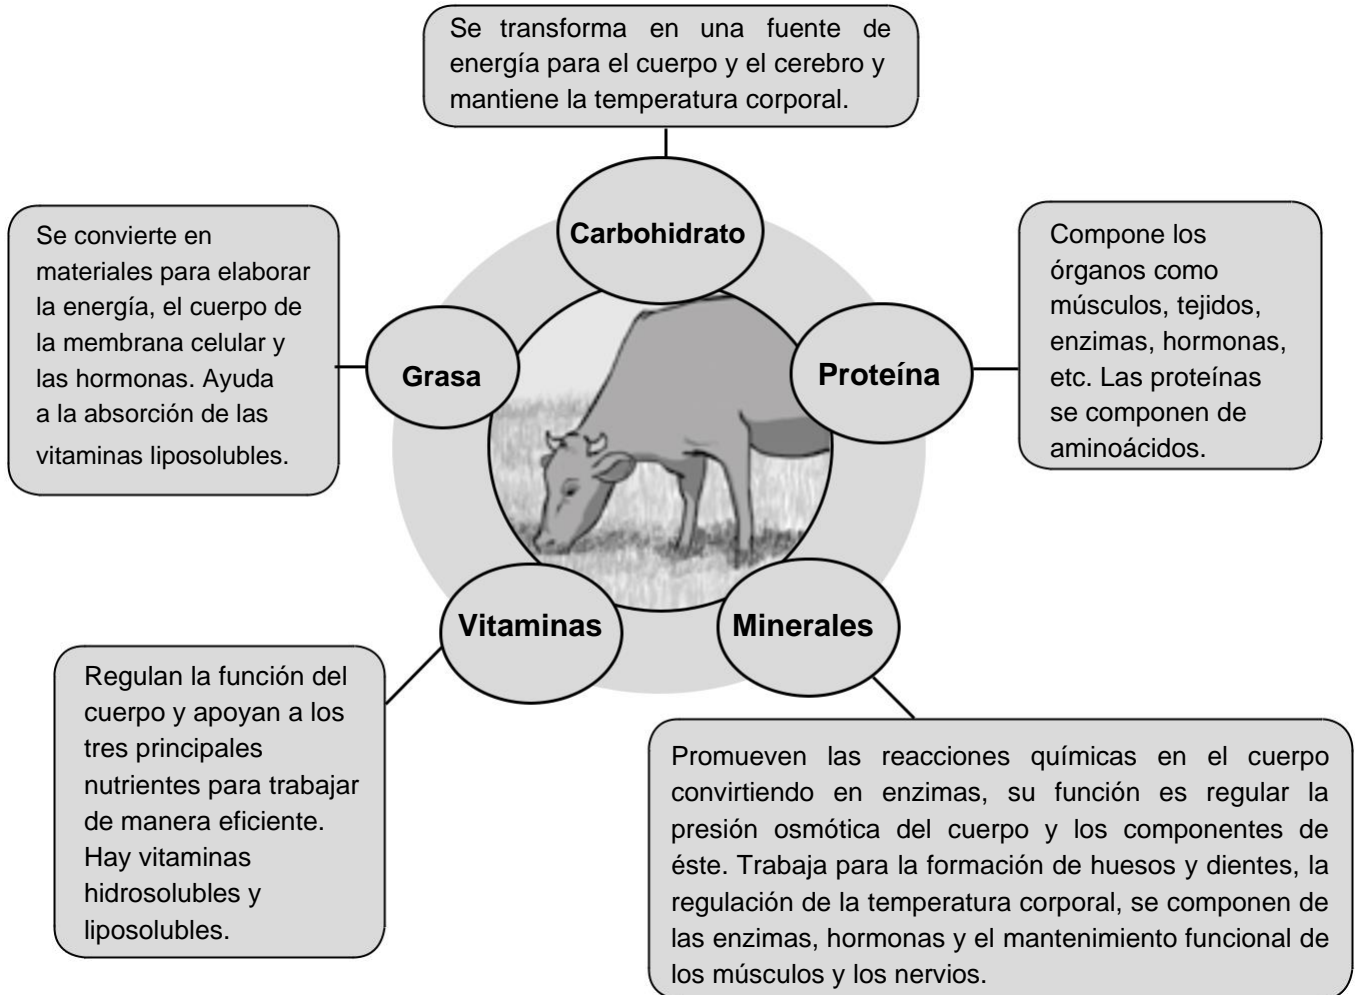 Se transforma en una fuente de
energía para el cuerpo y el cerebro y
mantiene la temperatura corporal.
Carbohidrato
Se convierte en
materiales para elaborar
la energía, el cuerpo de
la membrana celular y
las hormonas. Ayuda
a la absorción de las
vitaminas liposolubles.
Grasa
Proteína
Compone los
órganos como
músculos, tejidos,
enzimas, hormonas,
etc. Las proteínas
se componen de
aminoácidos.
Vitaminas
Minerales
Regulan la función del
cuerpo y apoyan a los
tres principales
nutrientes para trabajar
de manera eficiente.
Hay vitaminas
hidrosolubles y
liposolubles.
Promueven las reacciones químicas en el cuerpo
convirtiendo en enzimas, su función es regular la
presión osmótica del cuerpo y los componentes de
éste. Trabaja para la formación de huesos y dientes, la
regulación de la temperatura corporal, se componen de
las enzimas, hormonas y el mantenimiento funcional de
los músculos y los nervios.